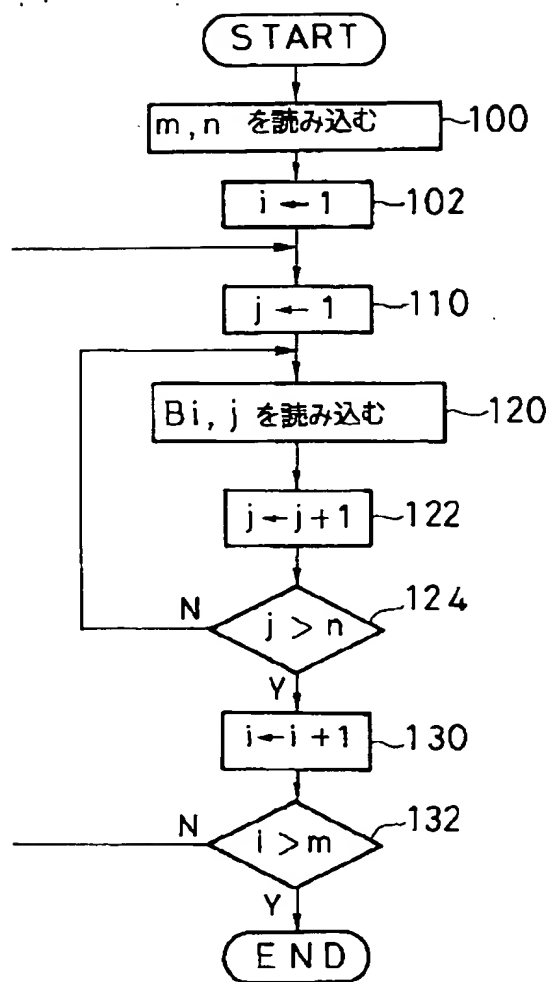 START
m,n を読み込む 100
i ← 1 102
j ← 1 110
Bi,j を読み込む 120
j←j+1 122
j > n 124
N
Y
i←i+1 130
i > m 132
N
Y
END